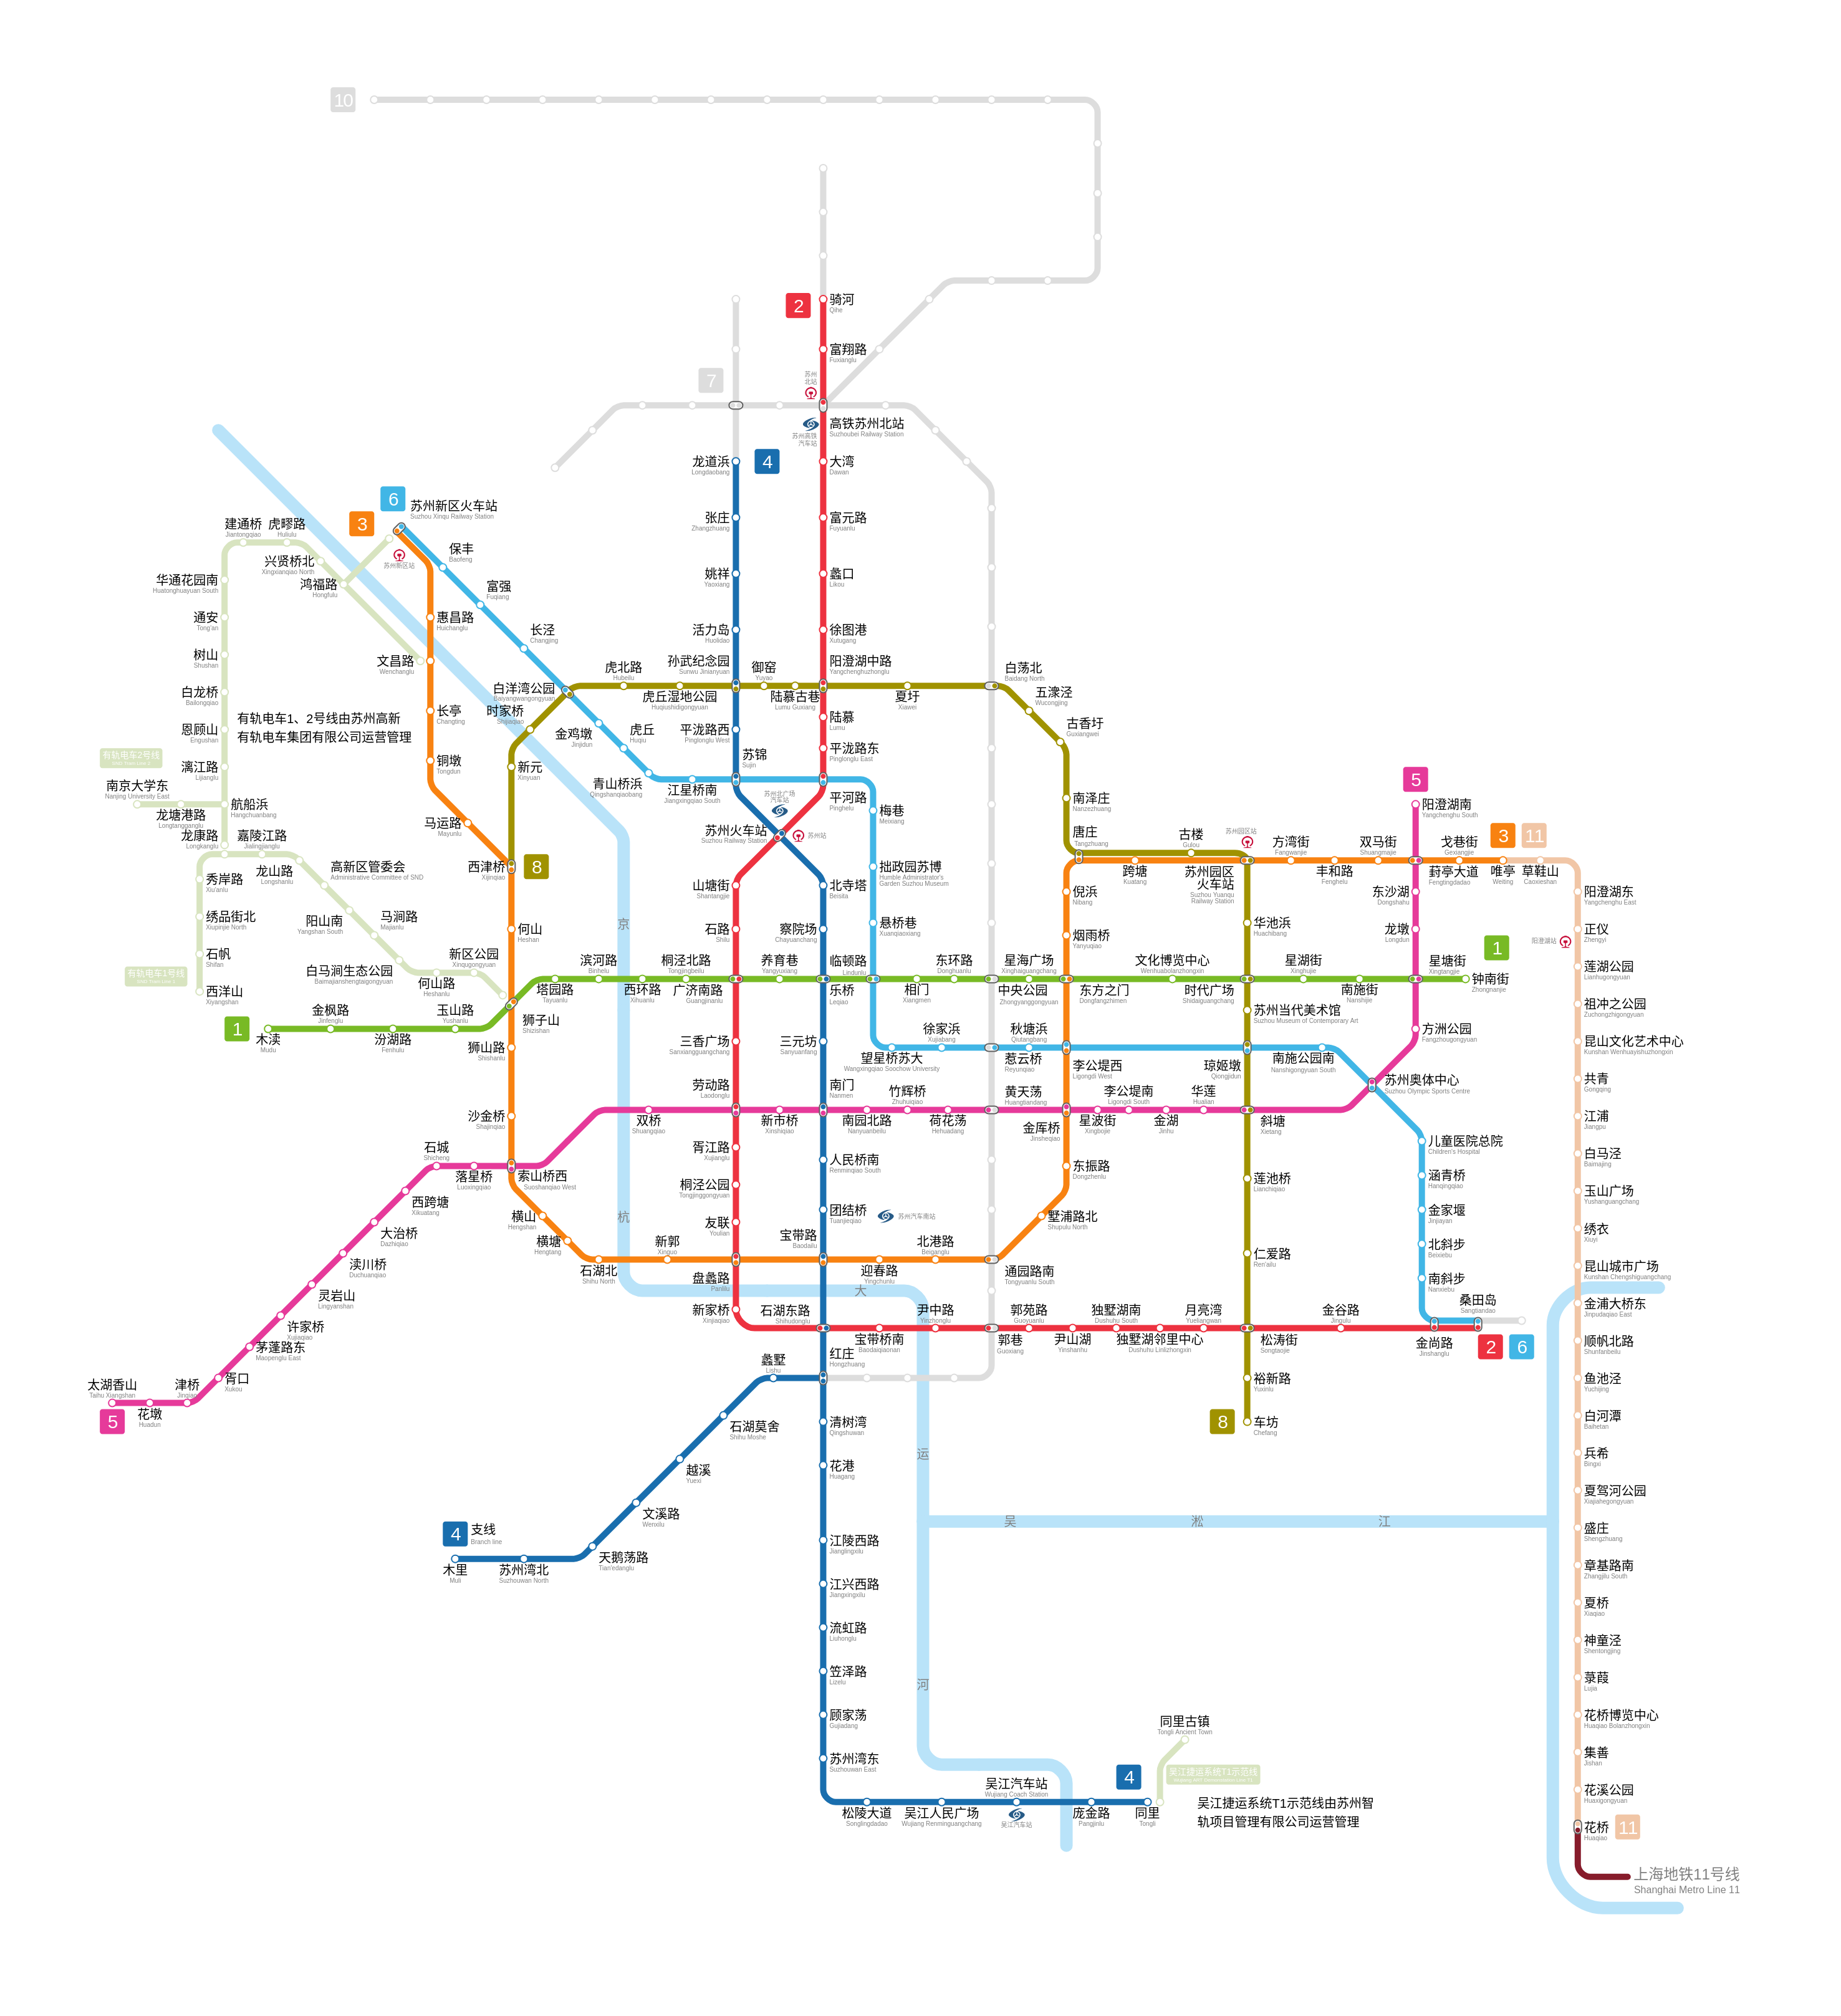 10
2
骑河
Qihe
富翔路
Fuxianglu
7
苏州
北站
高铁苏州北站
Suzhoubei Railway Station
苏州高铁
汽车站
龙道浜
Longdaobang
4
大湾
Dawan
6
苏州新区火车站
Suzhou Xinqu Railway Station
3
苏州新区站
张庄
Zhangzhuang
富元路
Fuyuanlu
建通桥
Jiantongqiao
虎疁路
Huliulu
兴贤桥北
Xingxianqiao North
鸿福路
Hongfulu
华通花园南
Huatonghuayuan South
通安
Tong'an
树山
Shushan
白龙桥
Bailongqiao
恩顾山
Engushan
漓江路
Lijianglu
有轨电车2号线
南京大学东
Nanjing University East
龙塘港路
Longtangganglu
航船浜
Hangchuanbang
龙康路
Longkanglu
嘉陵江路
Jialingjianglu
保丰
Baofeng
富强
Fuqiang
长泾
Changjing
姚祥
Yaoxiang
蠡口
Likou
惠昌路
Huichanglu
文昌路
Wenchanglu
活力岛
Huolidao
徐图港
Xutugang
白洋湾公园
Baiyangwangongyuan
时家桥
Shijiaqiao
虎北路
Hubeilu
虎丘湿地公园
Huqiushidigongyuan
孙武纪念园
Sunwu Jinianyuan
御窑
Yuyao
陆慕古巷
Lumu Guxiang
阳澄湖中路
Yangchenghuzhonglu
夏圩
Xiawei
白荡北
Baidang North
五濛泾
Wucongjing
古香圩
Guxiangwei
有轨电车1、2号线由苏州高新
有轨电车集团有限公司运营管理
长亭
Changting
铜墩
Tongdun
金鸡墩
Jinjidun
虎丘
Huqiu
平泷路西
Pinglonglu West
陆慕
Lumu
平泷路东
Pinglonglu East
新元
Xinyuan
青山桥浜
Qingshanqiaobang
江星桥南
Jiangxingqiao South
苏锦
Sujin
苏州北广场
汽车站
平河路
Pinghelu
梅巷
Meixiang
南泽庄
Nanzezhuang
5
阳澄湖南
Yangchenghu South
马运路
Mayunlu
苏州火车站
Suzhou Railway Station
苏州站
唐庄
Tangzhuang
古楼
Gulou
苏州园区站
方湾街
Fangwanjie
双马街
Shuangmajie
戈巷街
Gexiangjie
3
11
西津桥
Xijinqiao
8
拙政园苏博
Humble Administrator's
Garden Suzhou Museum
跨塘
Kuatang
苏州园区
火车站
Suzhou Yuanqu
Railway Station
丰和路
Fenghelu
葑亭大道
Fengtingdadao
唯亭
Weiting
草鞋山
Caoxieshan
高新区管委会
Administrative Committee of SND
龙山路
Longshanlu
秀岸路
Xiu'anlu
绣品街北
Xiupinjie North
石帆
Shifan
有轨电车1号线
西洋山
Xiyangshan
阳山南
Yangshan South
马涧路
Majianlu
白马涧生态公园
Baimajianshengtaigongyuan
何山路
Heshanlu
新区公园
Xinqugongyuan
何山
Heshan
京
山塘街
Shantangjie
石路
Shilu
北寺塔
Beisita
察院场
Chayuanchang
悬桥巷
Xuanqiaoxiang
倪浜
Nibang
烟雨桥
Yanyuqiao
华池浜
Huachibang
东沙湖
Dongshahu
龙墩
Longdun
阳澄湖站
阳澄湖东
Yangchenghu East
正仪
Zhengyi
莲湖公园
Lianhugongyuan
祖冲之公园
Zuchongzhigongyuan
昆山文化艺术中心
Kunshan Wenhuayishuzhongxin
共青
Gongqing
江浦
Jiangpu
白马泾
Baimajing
玉山广场
Yushanguangchang
绣衣
Xiuyi
昆山城市广场
Kunshan Chengshiguangchang
金浦大桥东
Jinpudaqiao East
顺帆北路
Shunfanbeilu
鱼池泾
Yuchijing
白河潭
Baihetan
兵希
Bingxi
夏驾河公园
Xiajiahegongyuan
盛庄
Shengzhuang
章基路南
Zhangjilu South
夏桥
Xiaqiao
神童泾
Shentongjing
菉葭
Lujia
花桥博览中心
Huaqiao Bolanzhongxin
集善
Jishan
花溪公园
Huaxigongyuan
花桥
Huaqiao
11
上海地铁11号线
Shanghai Metro Line 11
1
木渎
Mudu
金枫路
Jinfenglu
汾湖路
Fenhulu
玉山路
Yushanlu
狮子山
Shizishan
塔园路
Tayuanlu
滨河路
Binhelu
西环路
Xihuanlu
桐泾北路
Tongjingbeilu
广济南路
Guangjinanlu
养育巷
Yangyuxiang
临顿路
Lindunlu
乐桥
Leqiao
相门
Xiangmen
东环路
Donghuanlu
星海广场
Xinghaiguangchang
中央公园
Zhongyanggongyuan
东方之门
Dongfangzhimen
文化博览中心
Wenhuabolanzhongxin
时代广场
Shidaiguangchang
星湖街
Xinghujie
南施街
Nanshijie
星塘街
Xingtangjie
1
钟南街
Zhongnanjie
狮山路
Shishanlu
三香广场
Sanxiangguangchang
三元坊
Sanyuanfang
徐家浜
Xujiabang
望星桥苏大
Wangxingqiao Soochow University
秋塘浜
Qiutangbang
惹云桥
Reyunqiao
李公堤西
Ligongdi West
苏州当代美术馆
Suzhou Museum of Contemporary Art
琼姬墩
Qiongjidun
南施公园南
Nanshigongyuan South
方洲公园
Fangzhougongyuan
苏州奥体中心
Suzhou Olympic Sports Centre
沙金桥
Shajinqiao
双桥
Shuangqiao
劳动路
Laodonglu
新市桥
Xinshiqiao
南门
Nanmen
南园北路
Nanyuanbeilu
竹辉桥
Zhuhuiqiao
荷花荡
Hehuadang
黄天荡
Huangtiandang
金厍桥
Jinsheqiao
星波街
Xingbojie
李公堤南
Ligongdi South
金湖
Jinhu
华莲
Hualian
斜塘
Xietang
石城
Shicheng
落星桥
Luoxingqiao
索山桥西
Suoshanqiao West
西跨塘
Xikuatang
大治桥
Dazhiqiao
渎川桥
Duchuanqiao
灵岩山
Lingyanshan
许家桥
Xujiaqiao
茅蓬路东
Maopenglu East
胥口
Xukou
津桥
Jinqiao
花墩
Huadun
太湖香山
Taihu Xiangshan
5
横山
Hengshan
横塘
Hengtang
石湖北
Shihu North
新郭
Xinguo
杭
胥江路
Xujianglu
桐泾公园
Tongjinggongyuan
友联
Youlian
盘蠡路
Panlilu
新家桥
Xinjiaqiao
人民桥南
Renminqiao South
团结桥
Tuanjieqiao
苏州汽车南站
宝带路
Baodailu
迎春路
Yingchunlu
北港路
Beiganglu
通园路南
Tongyuanlu South
墅浦路北
Shupulu North
东振路
Dongzhenlu
莲池桥
Lianchiqiao
仁爱路
Ren'ailu
儿童医院总院
Children's Hospital
涵青桥
Hanqingqiao
金家堰
Jinjiayan
北斜步
Beixiebu
南斜步
Nanxiebu
桑田岛
Sangtiandao
大
石湖东路
Shihudonglu
宝带桥南
Baodaiqiaonan
尹中路
Yinzhonglu
郭苑路
Guoyuanlu
郭巷
Guoxiang
尹山湖
Yinshanhu
独墅湖南
Dushuhu South
独墅湖邻里中心
Dushuhu Linlizhongxin
月亮湾
Yueliangwan
松涛街
Songtaojie
金谷路
Jingulu
金尚路
Jinshanglu
2
6
裕新路
Yuxinlu
8
车坊
Chefang
红庄
Hongzhuang
蠡墅
Lishu
石湖莫舍
Shihu Moshe
越溪
Yuexi
文溪路
Wenxilu
天鹅荡路
Tian'edanglu
苏州湾北
Suzhouwan North
4
支线
Branch line
木里
Muli
清树湾
Qingshuwan
花港
Huagang
运
吴
淞
江
江陵西路
Jianglingxilu
江兴西路
Jiangxingxilu
流虹路
Liuhonglu
笠泽路
Lizelu
顾家荡
Gujiadang
河
苏州湾东
Suzhouwan East
松陵大道
Songlingdadao
吴江人民广场
Wujiang Renminguangchang
吴江汽车站
Wujiang Coach Station
吴江汽车站
庞金路
Pangjinlu
4
同里
Tongli
同里古镇
Tongli Ancient Town
吴江捷运系统T1示范线
吴江捷运系统T1示范线由苏州智
轨项目管理有限公司运营管理